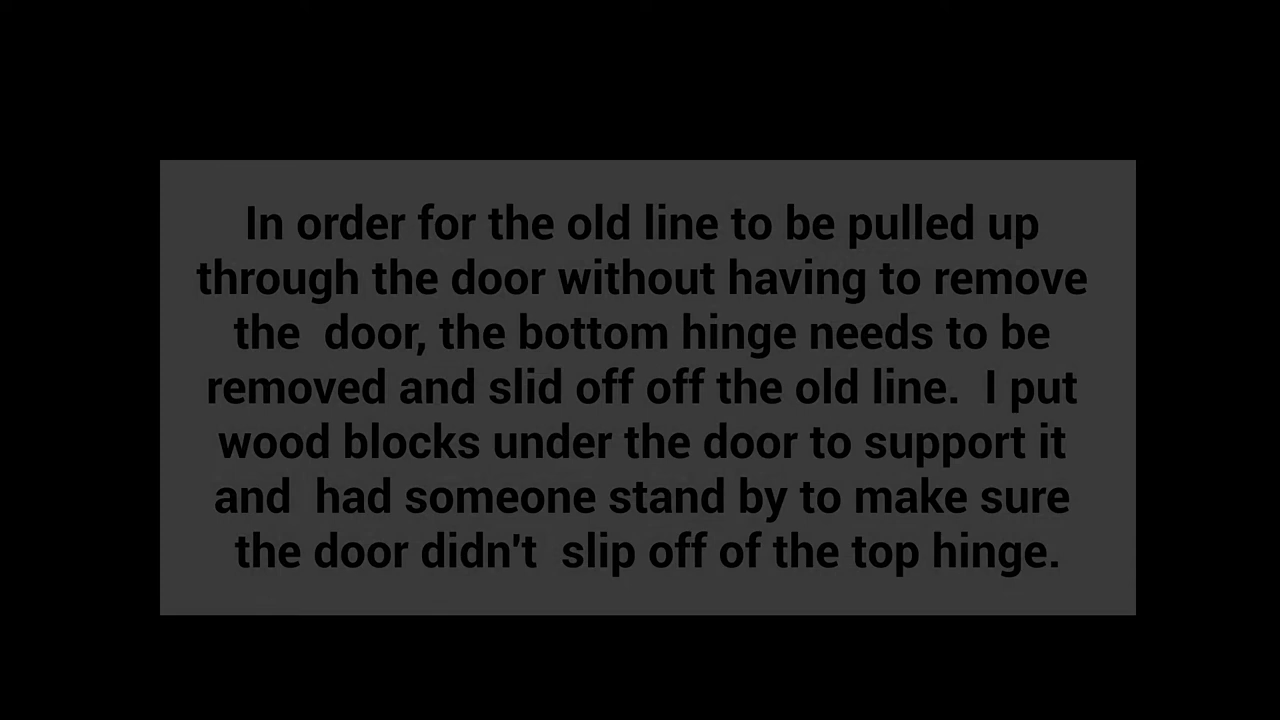 In order for the old line to be pulled up
through the door without having to remove
the  door, the bottom hinge needs to be
removed and slid off off the old line.  I put
wood blocks under the door to support it
and  had someone stand by to make sure
the door didn't  slip off of the top hinge.